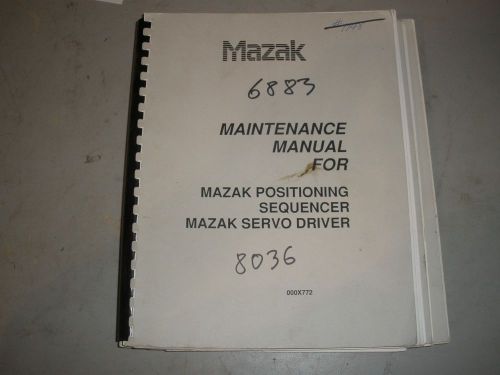 Mazak
6883
MAINTENANCE
MANUAL
FOR
MAZAK POSITIONING
SEQUENCER
MAZAK SERVO DRIVER
8036
000X772